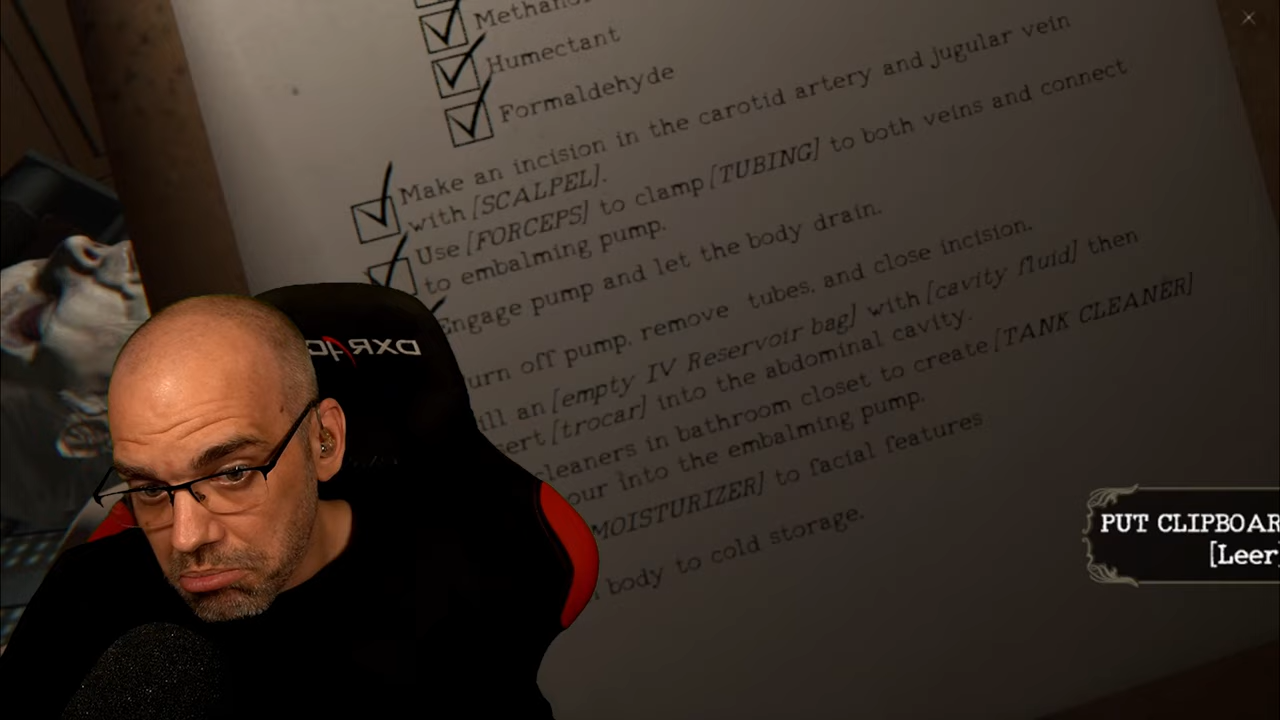 Methanol
Humectant
Formaldehyde
Make an incision in the carotid artery and jugular vein
with [SCALPEL].
Use [FORCEPS] to clamp [TUBING] to both veins and connect
to embalming pump.
Engage pump and let the body drain.
urn off pump, remove tubes, and close incision.
ill an [empty IV Reservoir bag] with [cavity fluid] then
sert [trocar] into the abdominal cavity.
cleaners in bathroom closet to create [TANK CLEANER]
our into the embalming pump.
MOISTURIZER] to facial features
body to cold storage.
PUT CLIPBOAR
[Leer]